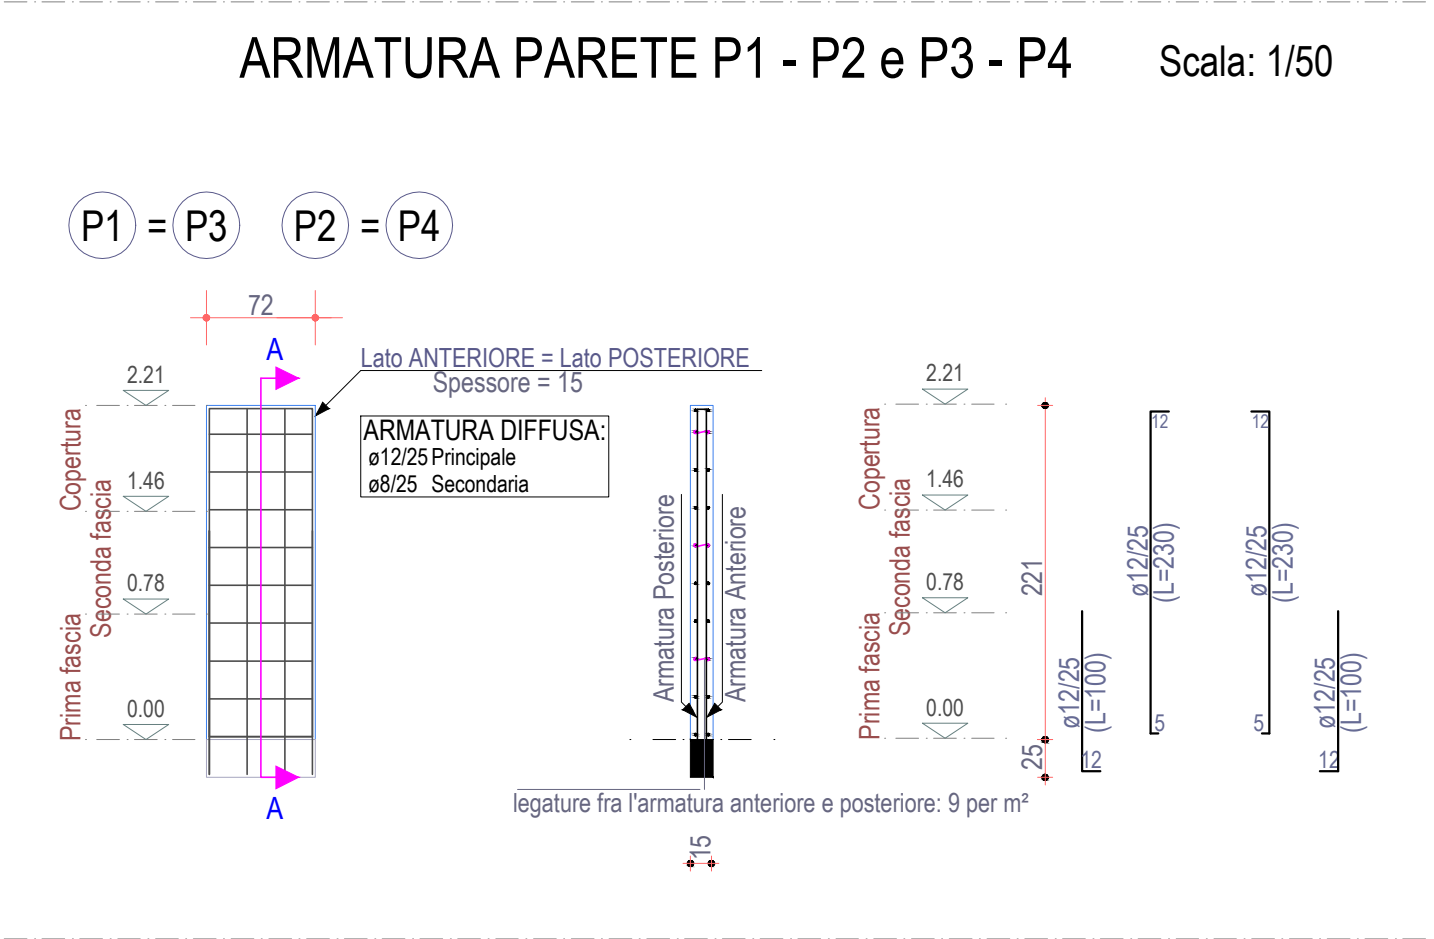 ARMATURA PARETE P1 - P2 e P3 - P4 Scala: 1/50
P1 = P3 P2 = P4
72
A
Lato ANTERIORE = Lato POSTERIORE
Spessore = 15
ARMATURA DIFFUSA:
ø12/25 Principale
ø8/25 Secondaria
2.21
1.46
0.78
0.00
Copertura
Seconda fascia
Prima fascia
A
Armatura Posteriore
Armatura Anteriore
legature fra l'armatura anteriore e posteriore: 9 per m²
15
2.21
1.46
0.78
0.00
Copertura
Seconda fascia
Prima fascia
221
25
ø12/25
(L=100)
12
12
ø12/25
(L=230)
5
12
ø12/25
(L=230)
5
ø12/25
(L=100)
12